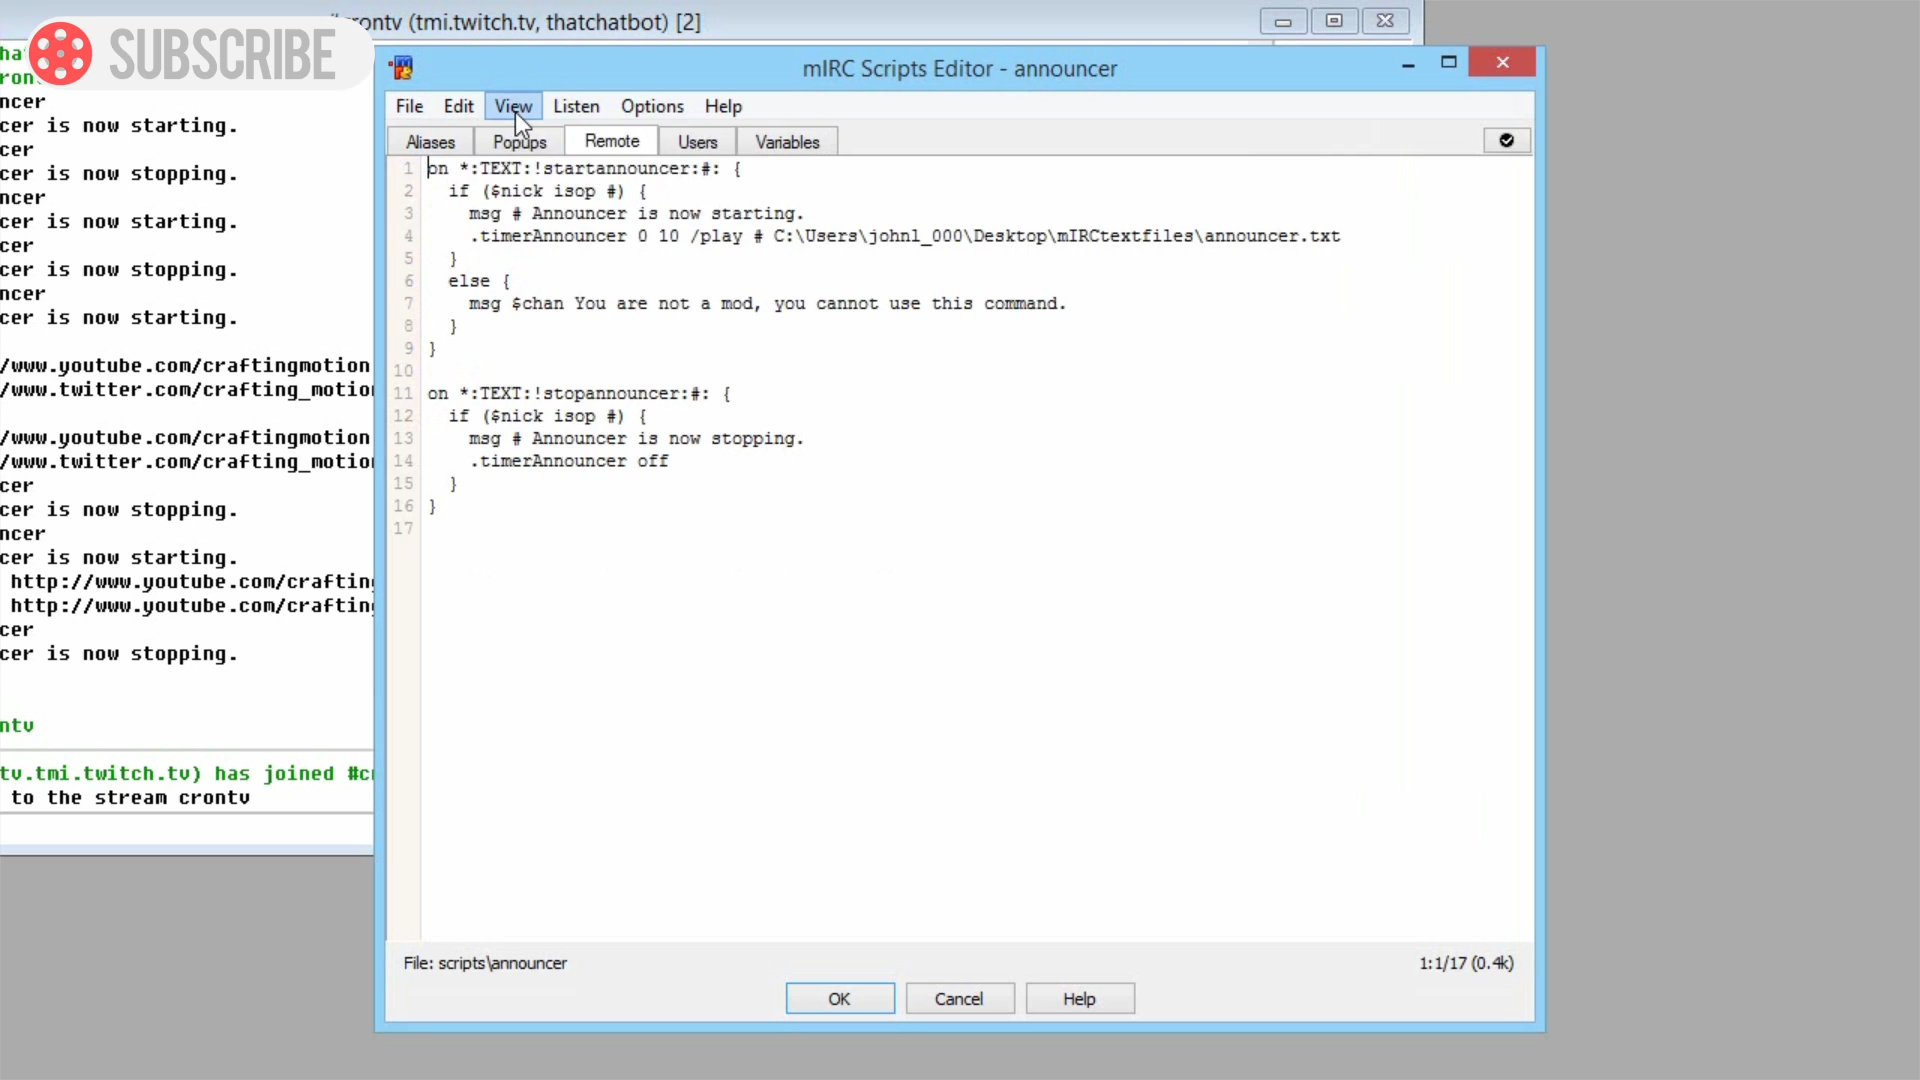 crontv (tmi.twitch.tv, thatchatbot) [2]
SUBSCRIBE
ha
ron
ncer
cer is now starting.
cer
cer is now stopping.
ncer
cer is now starting.
cer
cer is now stopping.
ncer
cer is now starting.
/www.youtube.com/craftingmotion
/www.twitter.com/crafting_motio
/www.youtube.com/craftingmotion
/www.twitter.com/crafting_motio
cer
cer is now stopping.
ncer
cer is now starting.
http://www.youtube.com/crafting
http://www.youtube.com/crafting
cer
cer is now stopping.
ntv
tv.tmi.twitch.tv) has joined #c
to the stream crontv
mIRC Scripts Editor - announcer
File Edit View Listen Options Help
Aliases Popups Remote Users Variables
1 on *:TEXT:!startannouncer:#: {
2 if ($nick isop #) {
3 msg # Announcer is now starting.
4 .timerAnnouncer 0 10 /play # C:\Users\johnl_000\Desktop\mIRCtextfiles\announcer.txt
5 }
6 else {
7 msg $chan You are not a mod, you cannot use this command.
8 }
9 }
10
11 on *:TEXT:!stopannouncer:#: {
12 if ($nick isop #) {
13 msg # Announcer is now stopping.
14 .timerAnnouncer off
15 }
16 }
17
File: scripts\announcer
1:1/17 (0.4k)
OK Cancel Help